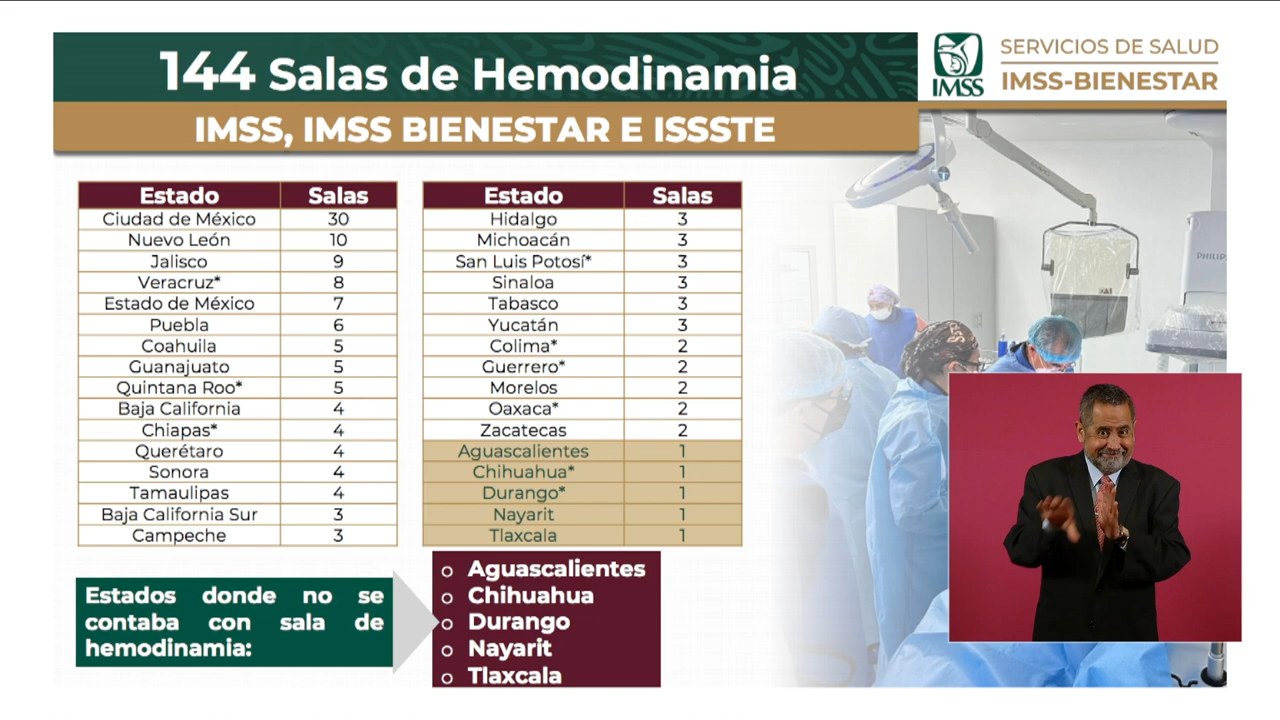 144 Salas de Hemodinamia
IMSS, IMSS BIENESTAR E ISSSTE
IMSS
SERVICIOS DE SALUD
IMSS-BIENESTAR
Estado Salas
Ciudad de México 30
Nuevo León 10
Jalisco 9
Veracruz* 8
Estado de México 7
Puebla 6
Coahuila 5
Guanajuato 5
Quintana Roo* 5
Baja California 4
Chiapas* 4
Querétaro 4
Sonora 4
Tamaulipas 4
Baja California Sur 3
Campeche 3
Estado Salas
Hidalgo 3
Michoacán 3
San Luis Potosí* 3
Sinaloa 3
Tabasco 3
Yucatán 3
Colima* 2
Guerrero* 2
Morelos 2
Oaxaca* 2
Zacatecas 2
Aguascalientes 1
Chihuahua* 1
Durango* 1
Nayarit 1
Tlaxcala 1
Estados donde no se
contaba con sala de
hemodinamia:
o Aguascalientes
o Chihuahua
o Durango
o Nayarit
o Tlaxcala
PHILIPS